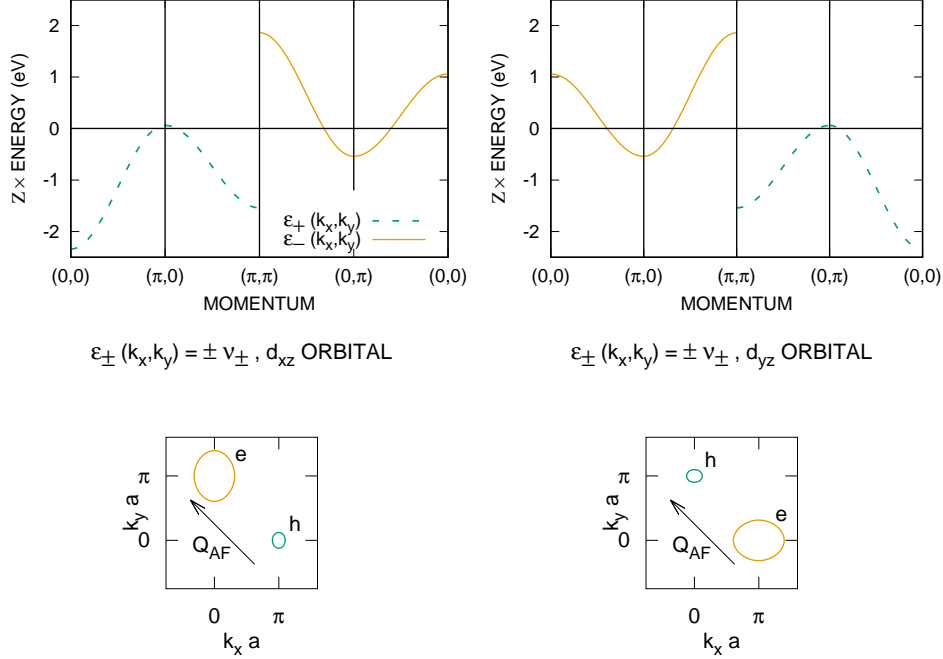 2
1
0
-1
-2
Z × ENERGY (eV)
(0,0)
(π,0)
(π,π)
(0,π)
(0,0)
MOMENTUM
ε+ (kx,ky)
ε− (kx,ky)
ε± (kx,ky) = ± ν± , dxz ORBITAL
2
1
0
-1
-2
Z × ENERGY (eV)
(0,0)
(π,0)
(π,π)
(0,π)
(0,0)
MOMENTUM
ε± (kx,ky) = ± ν± , dyz ORBITAL
e
h
QAF
π
0
ky a
0
π
kx a
h
e
QAF
π
0
ky a
0
π
kx a